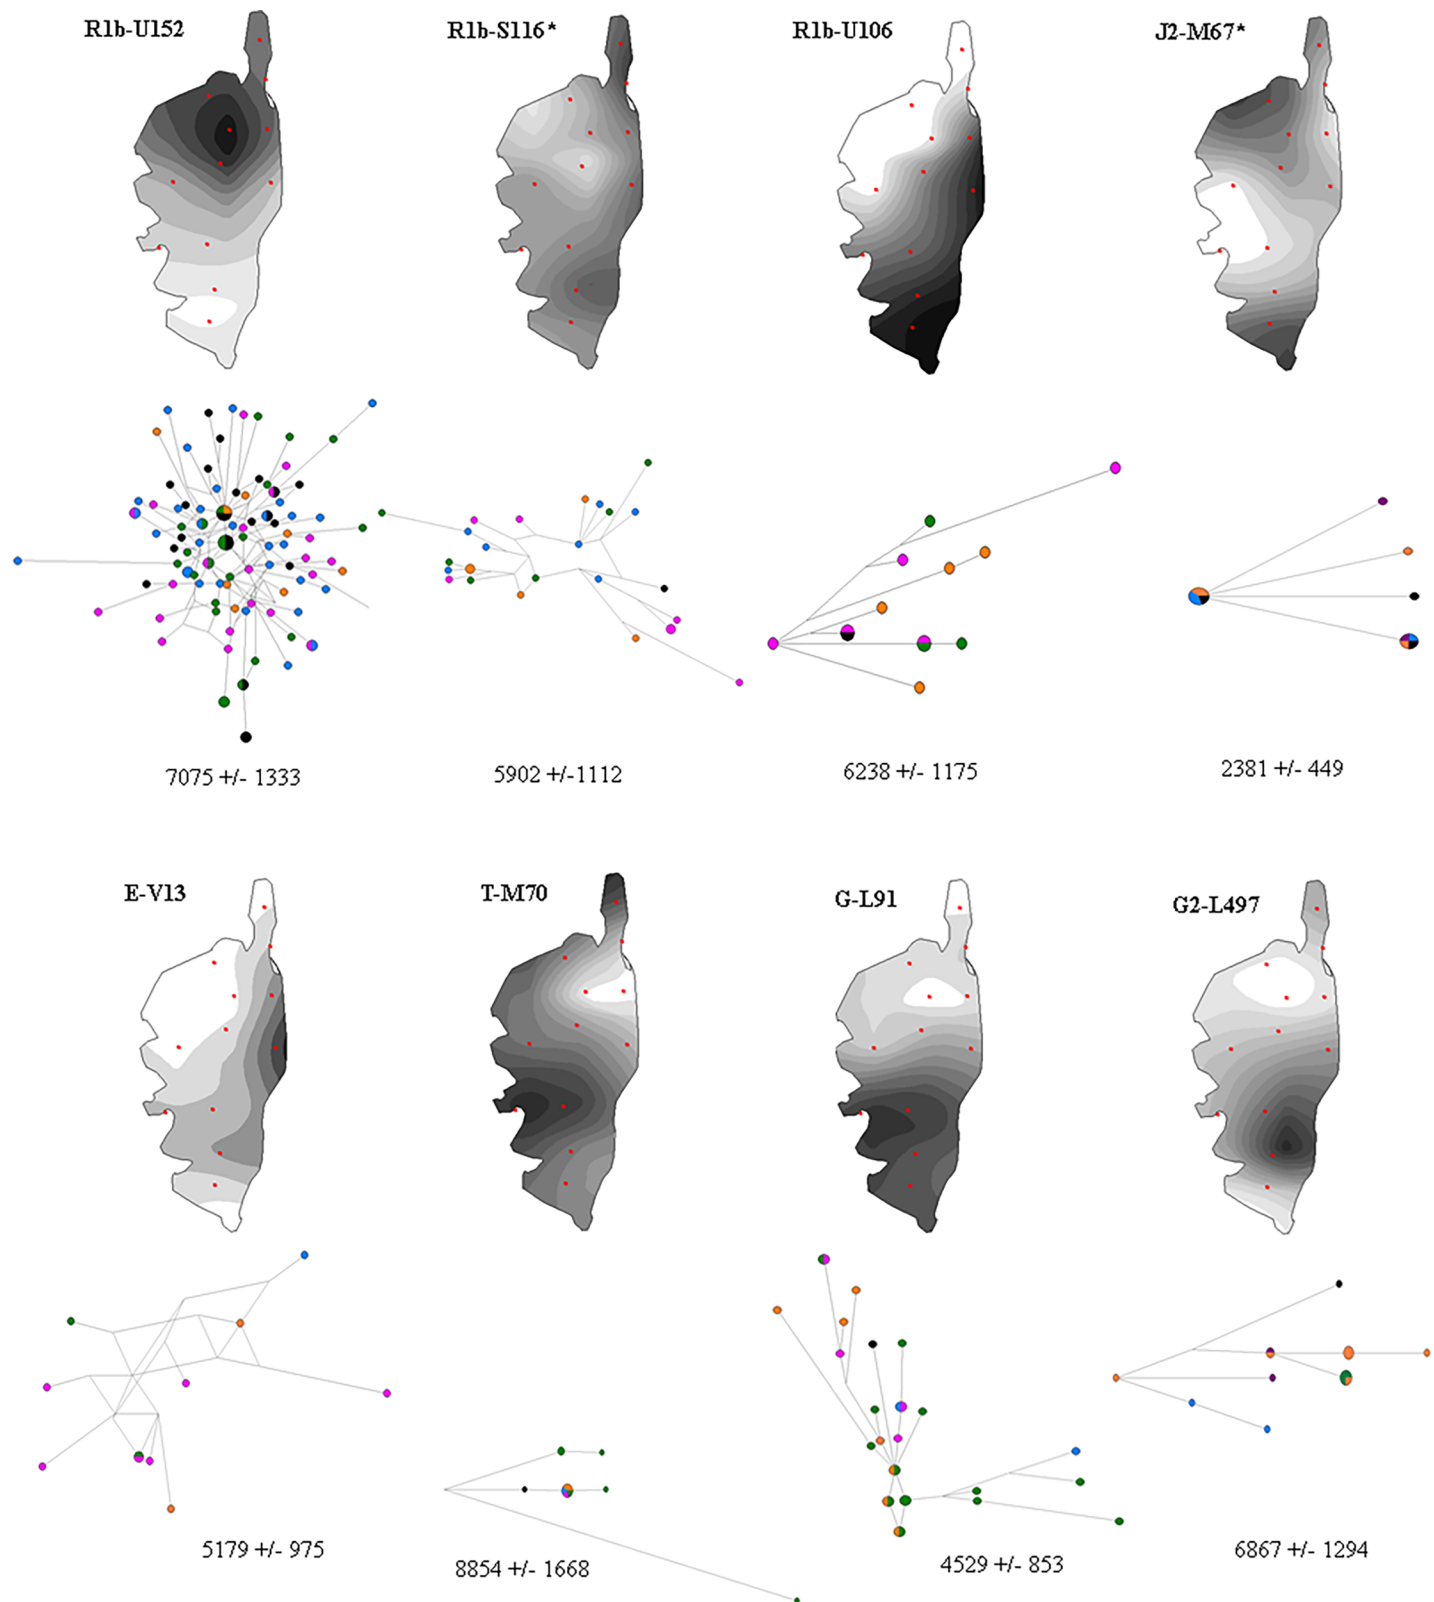 R1b-U152
R1b-S116*
R1b-U106
J2-M67*
7075 +/- 1333
5902 +/-1112
6238 +/- 1175
2381 +/- 449
E-V13
T-M70
G-L91
G2-L497
5179 +/- 975
8854 +/- 1668
4529 +/- 853
6867 +/- 1294